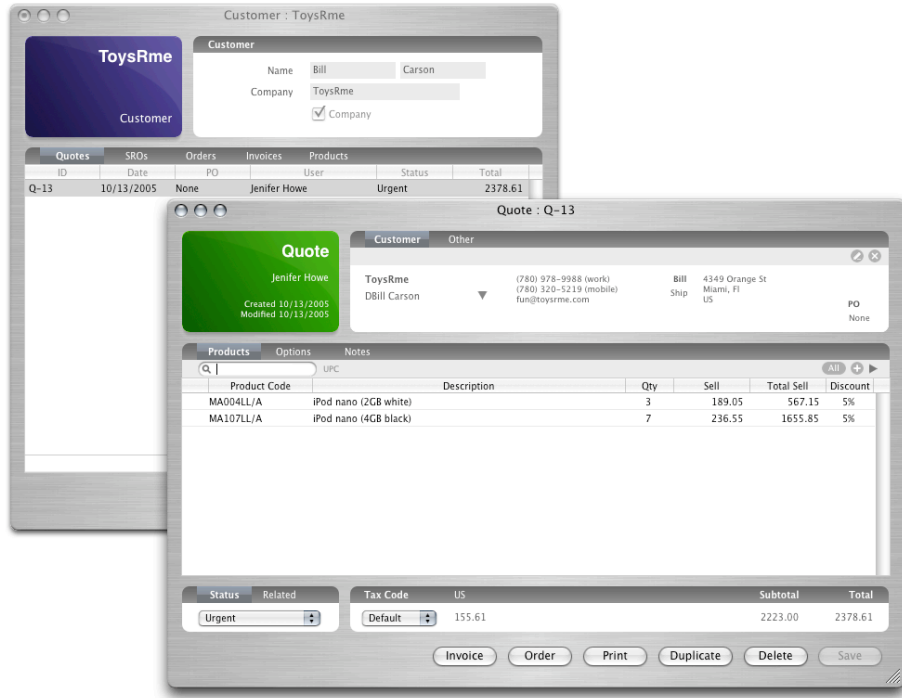 Customer : ToysRme
ToysRme
Customer
Customer
Name Bill Carson
Company ToysRme
Company
Quotes SROs Orders Invoices Products
ID Date PO User Status Total
Q-13 10/13/2005 None Jenifer Howe Urgent 2378.61
Quote : Q-13
Quote
Jenifer Howe
Created 10/13/2005
Modified 10/13/2005
Customer Other
ToysRme (780) 978-9988 (work) Bill 4349 Orange St
DBill Carson (780) 320-5219 (mobile) Ship Miami, Fl
fun@toysrme.com US
PO
None
Products Options Notes
UPC All
Product Code Description Qty Sell Total Sell Discount
MA004LL/A iPod nano (2GB white) 3 189.05 567.15 5%
MA107LL/A iPod nano (4GB black) 7 236.55 1655.85 5%
Status Related
Urgent
Tax Code US Subtotal Total
Default 155.61 2223.00 2378.61
Invoice Order Print Duplicate Delete Save